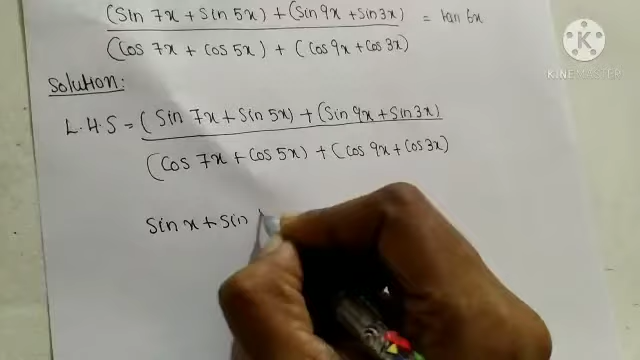 (Sin 7x + Sin 5x) + (Sin 9x + Sin 3x) / (Cos 7x + Cos 5x) + (Cos 9x + Cos 3x) = tan 6x
Solution:
L.H.S = (Sin 7x + Sin 5x) + (Sin 9x + Sin 3x) / (Cos 7x + Cos 5x) + (Cos 9x + Cos 3x)
Sin x + Sin
KINEMASTER